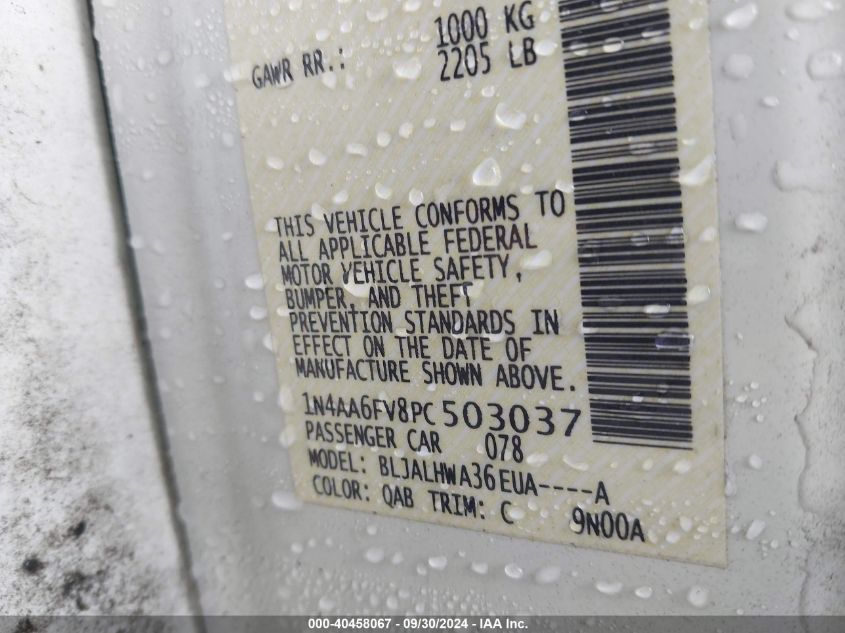 1000 KG
GAWR RR.: 2205 LB
THIS VEHICLE CONFORMS TO
ALL APPLICABLE FEDERAL
MOTOR VEHICLE SAFETY,
BUMPER, AND THEFT
PREVENTION STANDARDS IN
EFFECT ON THE DATE OF
MANUFACTURE SHOWN ABOVE.
1N4AA6FV8PC503037
PASSENGER CAR 078
MODEL: BLJALHWA36EUA----A
COLOR: QAB TRIM: C 9N00A
000-40458067 - 09/30/2024 - IAA Inc.